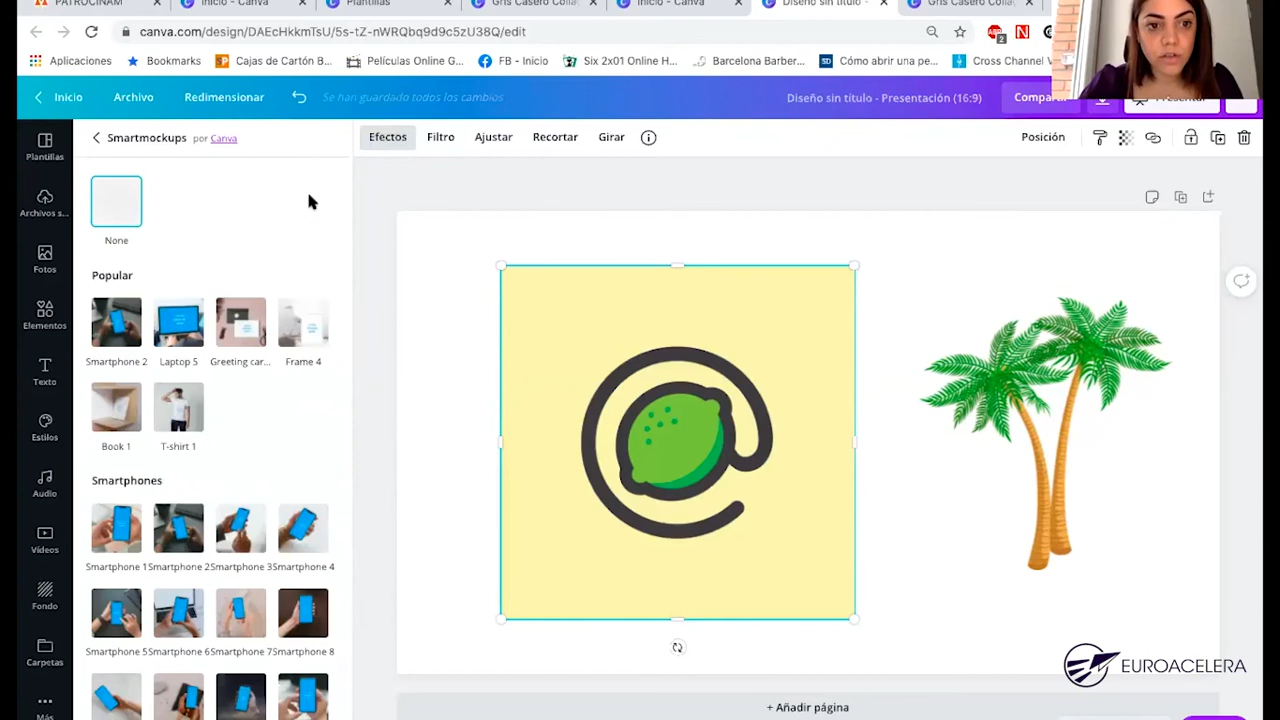 PATROCINAM
Inicio - Canva
Plantillas
Gris Casero Collag
Inicio - Canva
Diseño sin título -
Gris Casero Colla
canva.com/design/DAEcHkkmTsU/5s-tZ-nWRQbq9d9c5zU38Q/edit
2
Aplicaciones
Bookmarks
Cajas de Cartón B...
Películas Online G...
FB - Inicio
Six 2x01 Online H...
Barcelona Barber...
Cómo abrir una pe...
Cross Channel
Inicio
Archivo
Redimensionar
Se han guardado todos los cambios
Diseño sin título - Presentación (16:9)
Smartmockups
por Canva
Efectos
Filtro
Ajustar
Recortar
Girar
Posición
Plantillas
Archivos s...
Fotos
Elementos
Texto
Estilos
Audio
Vídeos
Fondo
Carpetas
Más
None
Popular
Smartphone 2
Laptop 5
Greeting car...
Frame 4
Book 1
T-shirt 1
Smartphones
Smartphone 1
Smartphone 2
Smartphone 3
Smartphone 4
Smartphone 5
Smartphone 6
Smartphone 7
Smartphone 8
+ Añadir página
EUROACELERA